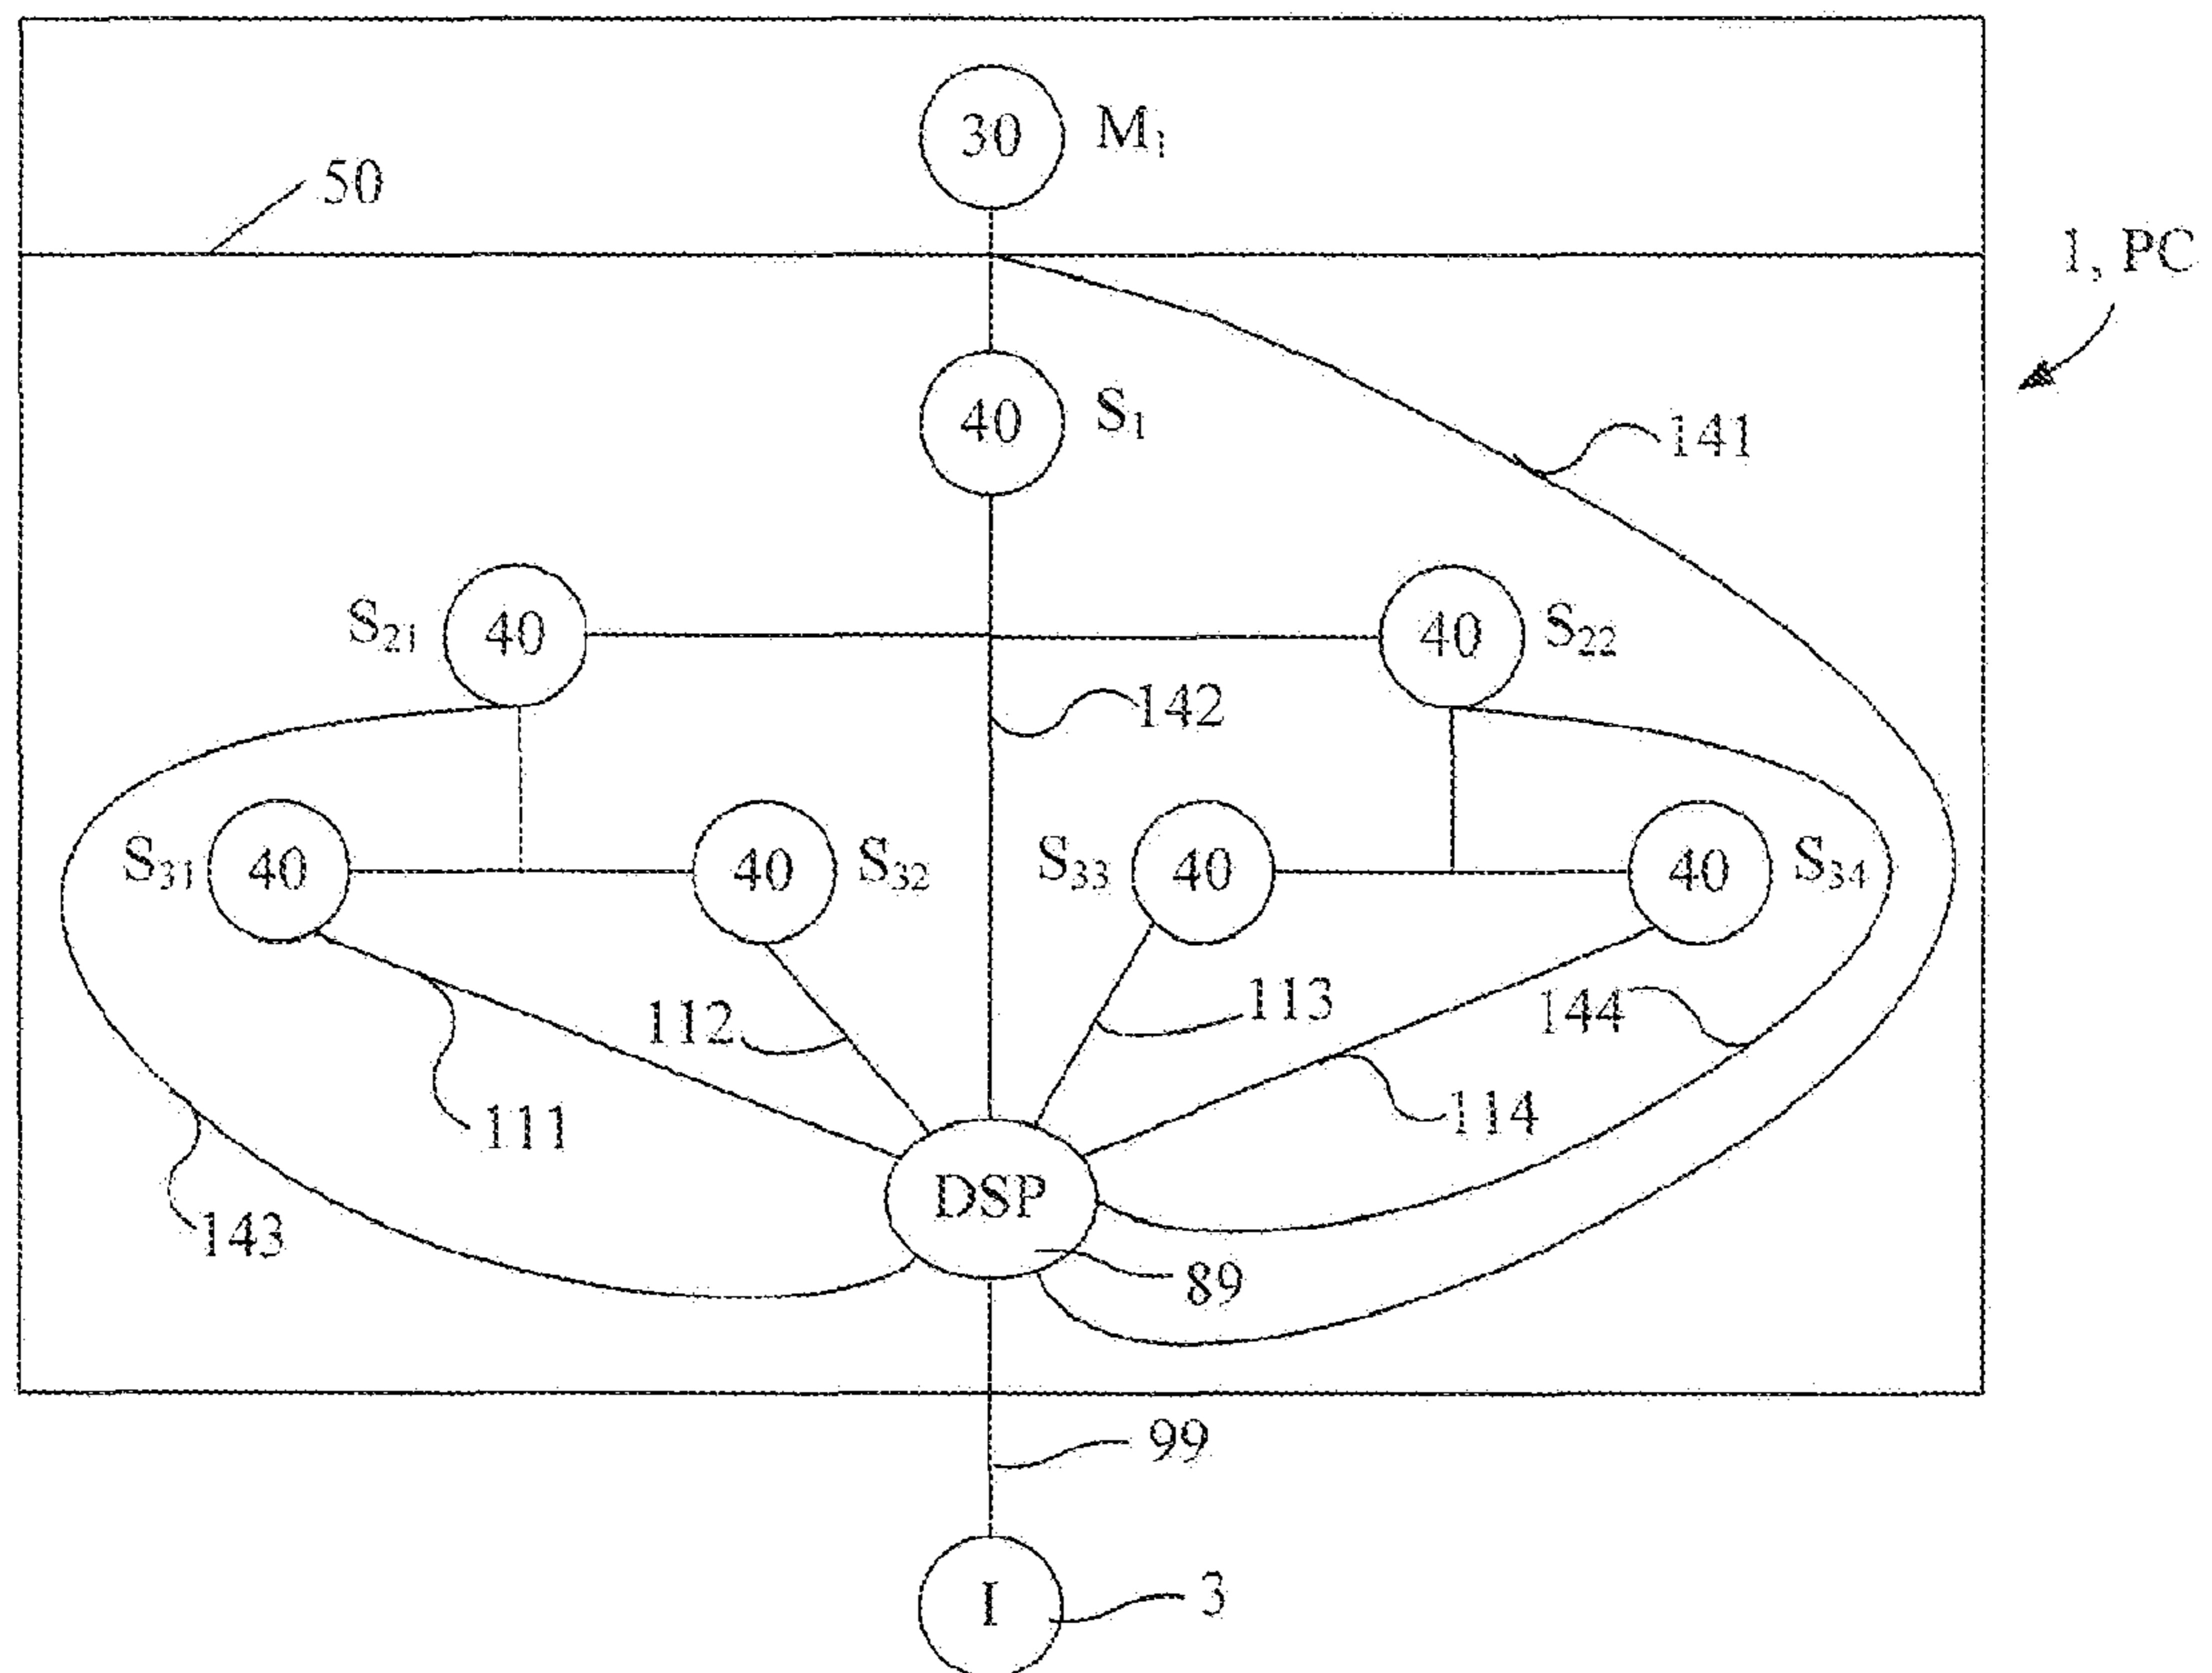 30 M₁
50
1, PC
40 S₁
141
S₂₁ 40
40 S₂₂
142
S₃₁ 40
40 S₃₂
S₃₃ 40
40 S₃₄
112
113
144
111
114
DSP
143
89
99
I
3